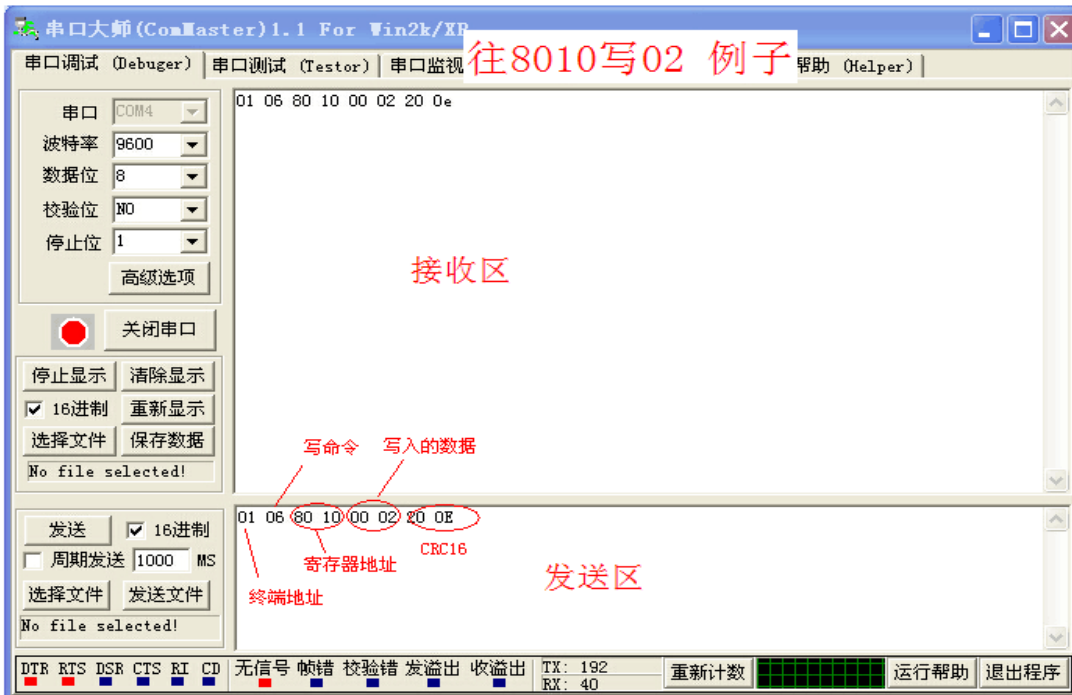 串口大师(ComMaster)1.1 For Win2k/XP
往8010写02 例子
串口调试 (Debuger) 串口测试 (Testor) 串口监视 帮助 (Helper)
串口 COM4
波特率 9600
数据位 8
校验位 NO
停止位 1
高级选项
关闭串口
停止显示 清除显示
16进制 重新显示
选择文件 保存数据
No file selected!
01 06 80 10 00 02 20 0e
接收区
写命令 写入的数据
发送 16进制
周期发送 1000 MS
选择文件 发送文件
No file selected!
01 06 80 10 00 02 20 0E
寄存器地址 CRC16
终端地址
发送区
DTR RTS DSR CTS RI CD 无信号 帧错 校验错 发溢出 收溢出 TX: 192
RX: 40
重新计数 运行帮助 退出程序